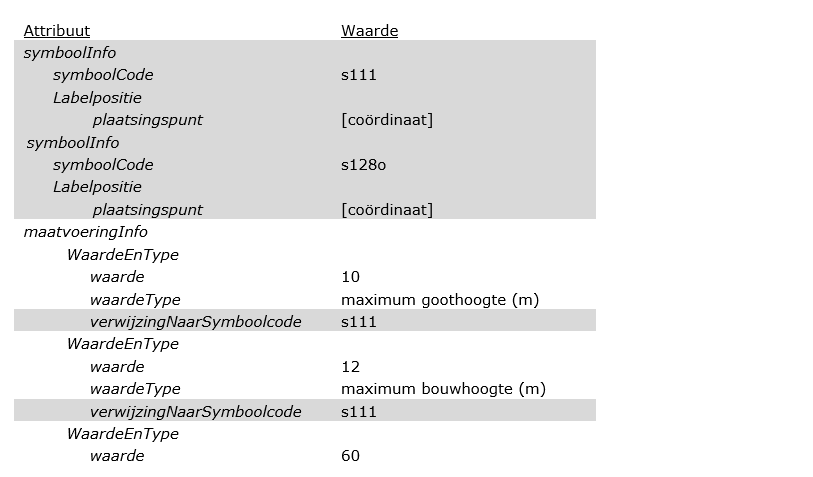 Attribuut Waarde
symboolInfo
symboolCode s111
Labelpositie
plaatsingspunt [coördinaat]
symboolInfo
symboolCode s128o
Labelpositie
plaatsingspunt [coördinaat]
maatvoeringInfo
WaardeEnType
waarde 10
waardeType maximum goothoogte (m)
verwijzingNaarSymboolcode s111
WaardeEnType
waarde 12
waardeType maximum bouwhoogte (m)
verwijzingNaarSymboolcode s111
WaardeEnType
waarde 60